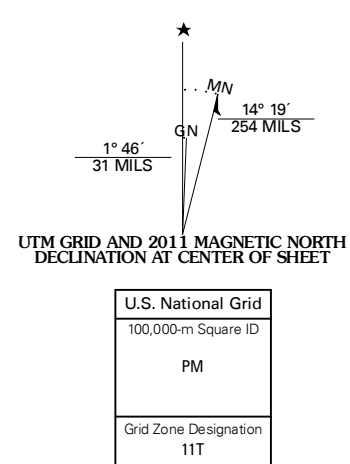 MN
GN
14° 19´
254 MILS
1° 46´
31 MILS
UTM GRID AND 2011 MAGNETIC NORTH
DECLINATION AT CENTER OF SHEET
U.S. National Grid
100,000-m Square ID
PM
Grid Zone Designation
11T